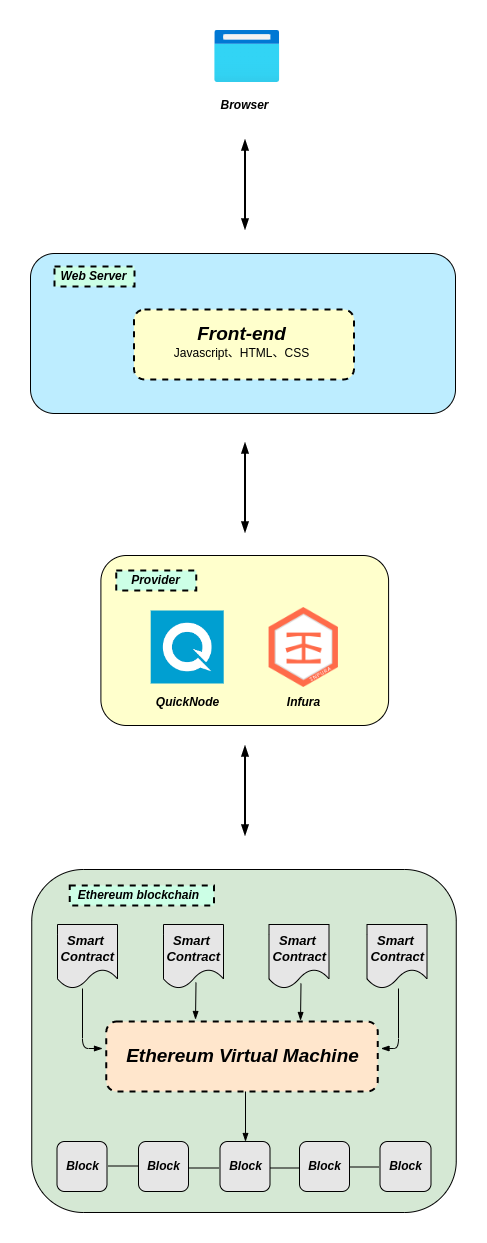 Browser
Web Server
Front-end
Javascript、HTML、CSS
Provider
QuickNode
Infura
INFURA
Ethereum blockchain
Smart Contract
Smart Contract
Smart Contract
Smart Contract
Ethereum Virtual Machine
Block
Block
Block
Block
Block